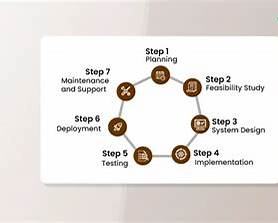 Step 1
Planning
Step 2
Feasibility Study
Step 3
System Design
Step 4
Implementation
Step 5
Testing
Step 6
Deployment
Step 7
Maintenance
and Support